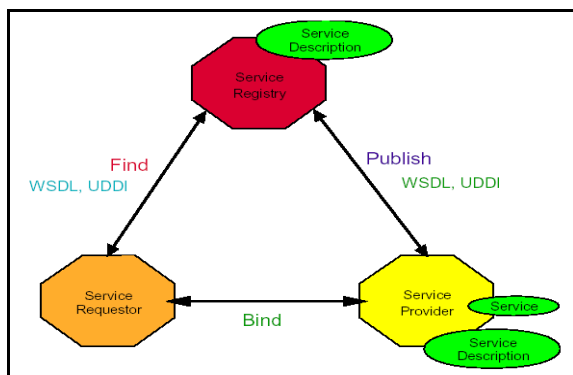 Service
Description
Service
Registry
Find
WSDL, UDDI
Publish
WSDL, UDDI
Service
Requestor
Bind
Service
Provider
Service
Service
Description